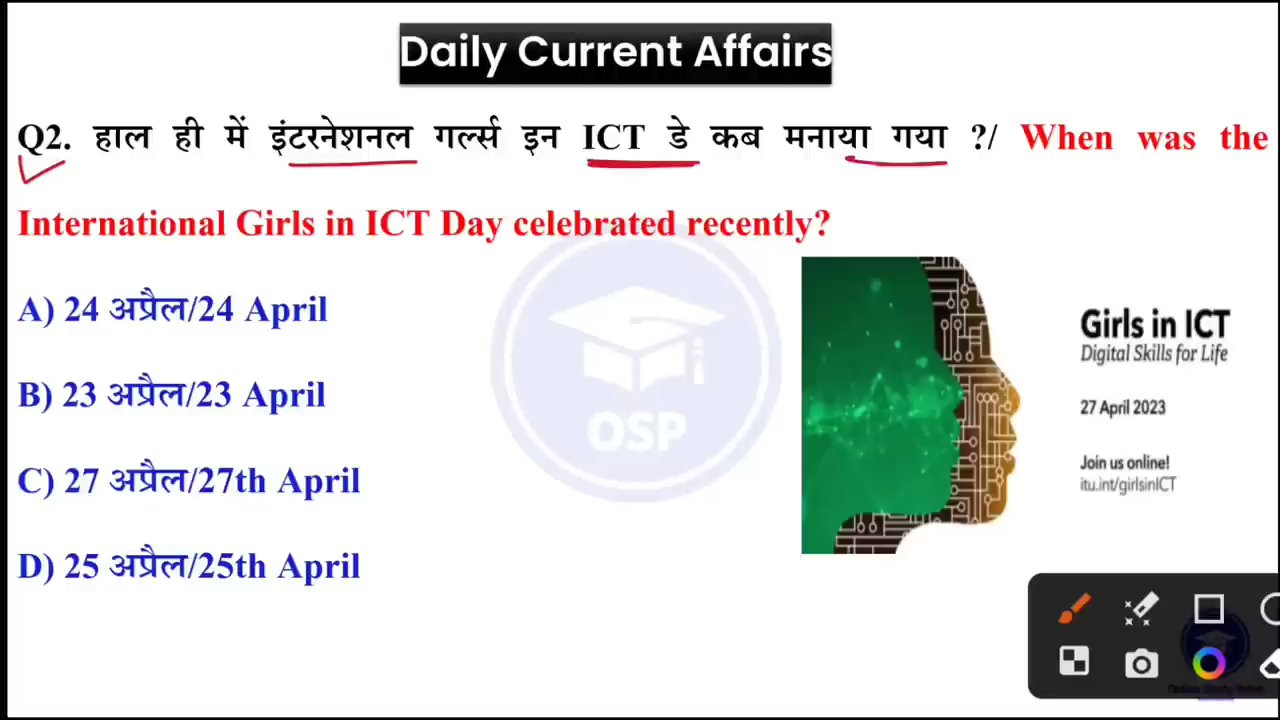 Daily Current Affairs
Q2. हाल ही में इंटरनेशनल गर्ल्स इन ICT डे कब मनाया गया ?/ When was the
International Girls in ICT Day celebrated recently?
A) 24 अप्रैल/24 April
B) 23 अप्रैल/23 April
C) 27 अप्रैल/27th April
D) 25 अप्रैल/25th April
OSP
Girls in ICT
Digital Skills for Life
27 April 2023
Join us online!
itu.int/girlsinICT